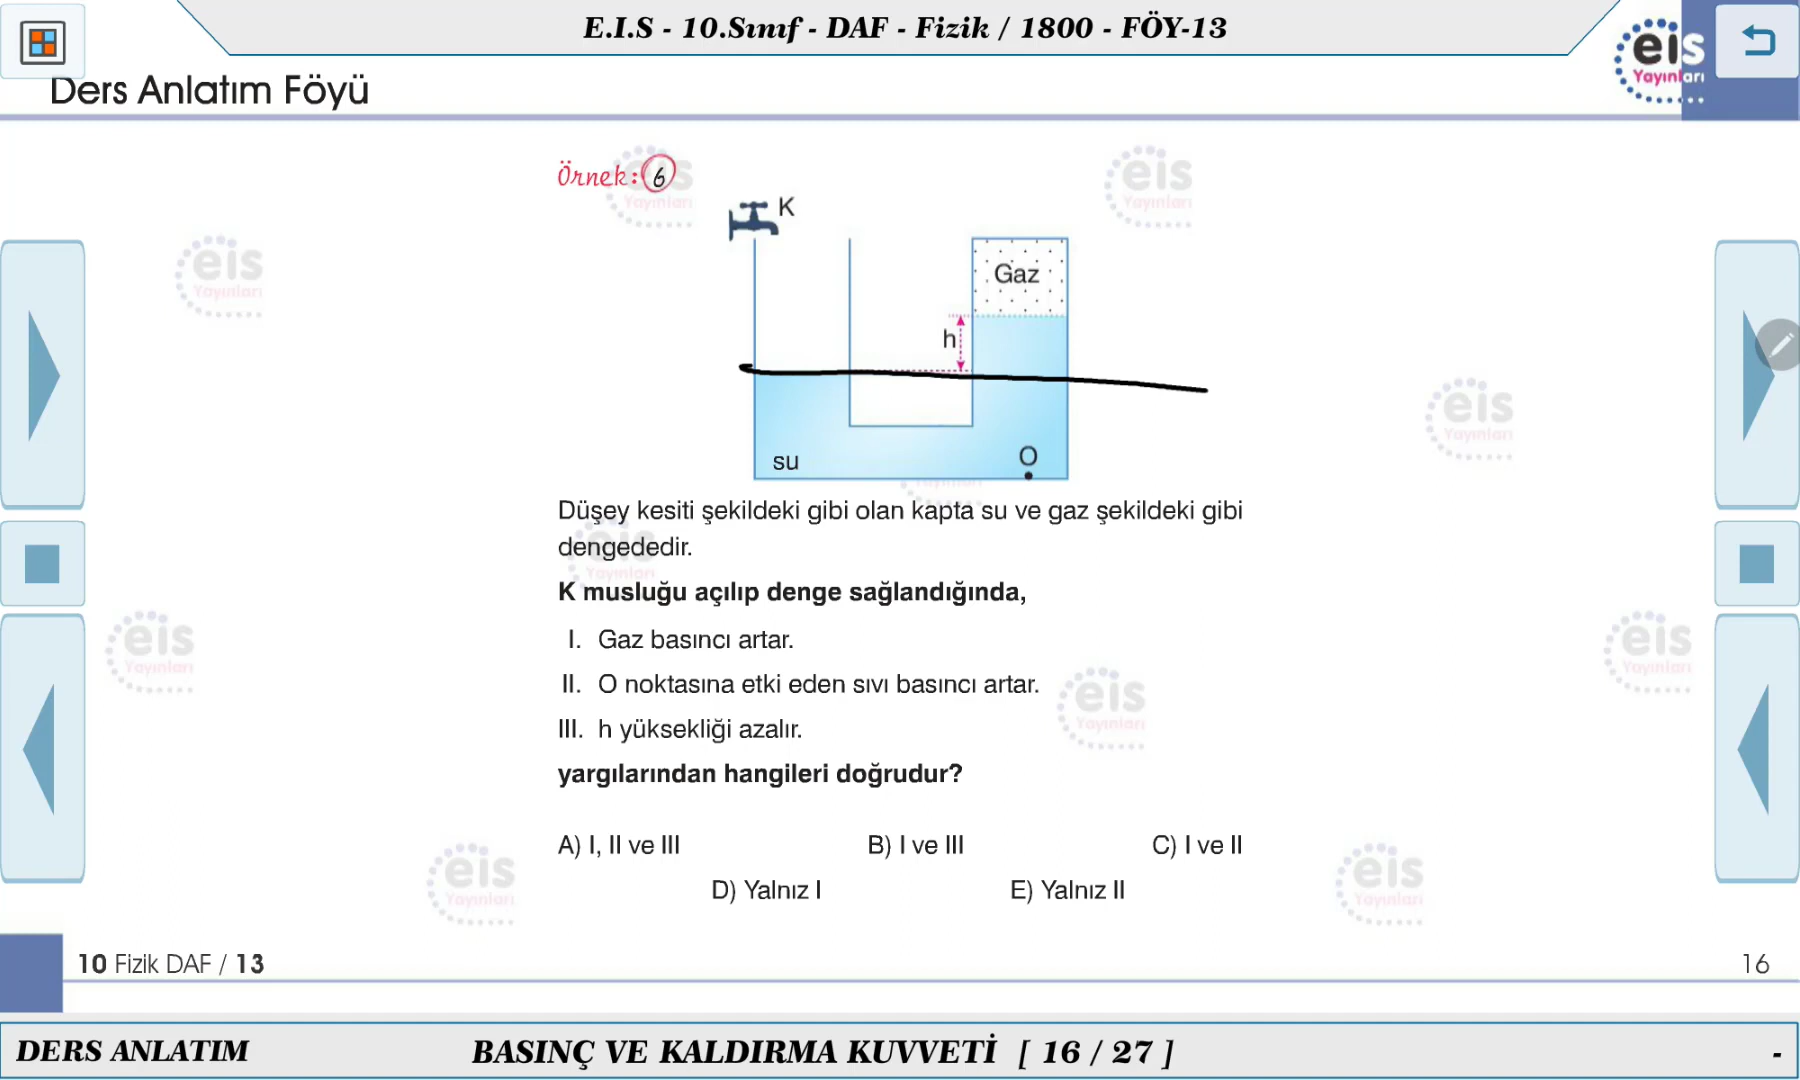 E.I.S - 10.Sınıf - DAF - Fizik / 1800 - FÖY-13
eis
Yayınları
Ders Anlatım Föyü
Örnek: 6
K
Gaz
h
su
O
Düşey kesiti şekildeki gibi olan kapta su ve gaz şekildeki gibi
dengededir.
K musluğu açılıp denge sağlandığında,
I. Gaz basıncı artar.
II. O noktasına etki eden sıvı basıncı artar.
III. h yüksekliği azalır.
yargılarından hangileri doğrudur?
A) I, II ve III B) I ve III C) I ve II
D) Yalnız I E) Yalnız II
10 Fizik DAF / 13
16
DERS ANLATIM BASINÇ VE KALDIRMA KUVVETİ [ 16 / 27 ] -